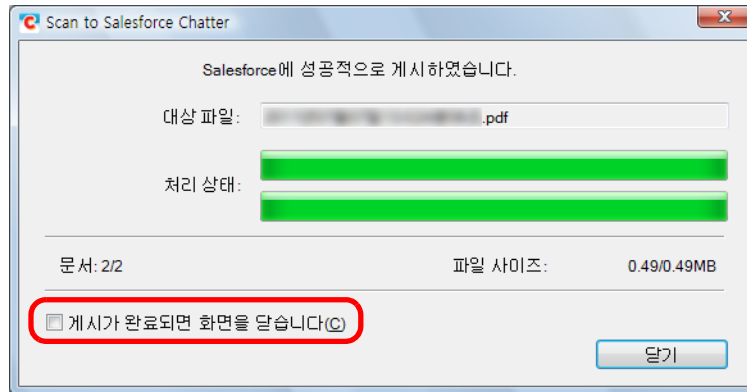 Scan to Salesforce Chatter
Salesforce에 성공적으로 게시하였습니다.
대상 파일: .pdf
처리 상태:
문서: 2/2 파일 사이즈: 0.49/0.49MB
게시가 완료되면 화면을 닫습니다(C)
닫기